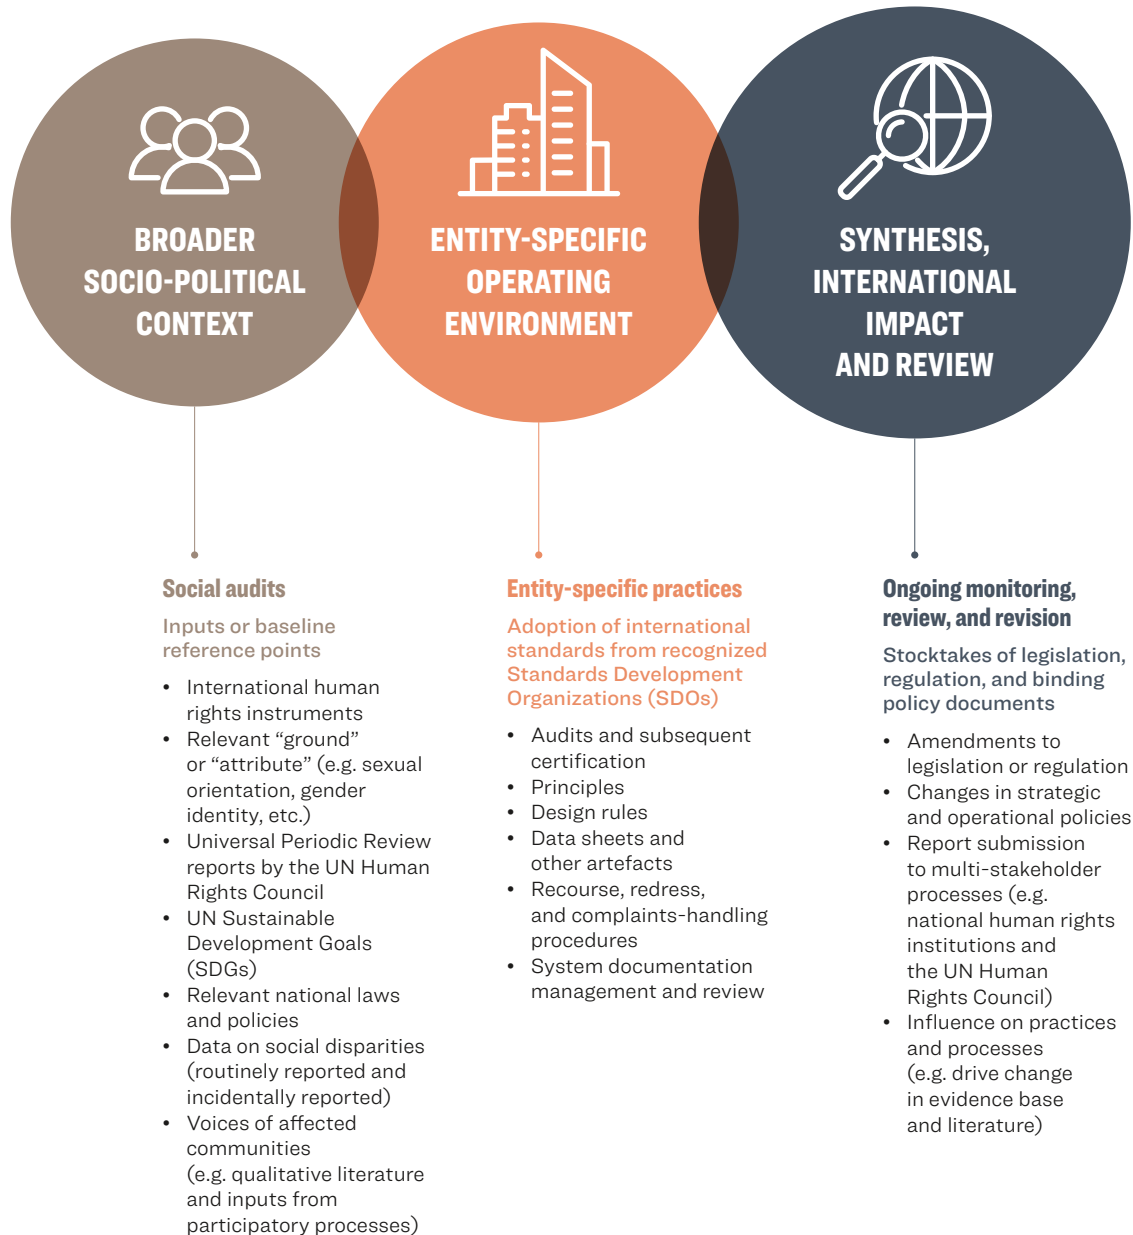 BROADER
SOCIO-POLITICAL
CONTEXT
ENTITY-SPECIFIC
OPERATING
ENVIRONMENT
SYNTHESIS,
INTERNATIONAL
IMPACT
AND REVIEW
Social audits
Inputs or baseline
reference points
• International human
rights instruments
• Relevant “ground”
or “attribute” (e.g. sexual
orientation, gender
identity, etc.)
• Universal Periodic Review
reports by the UN Human
Rights Council
• UN Sustainable
Development Goals
(SDGs)
• Relevant national laws
and policies
• Data on social disparities
(routinely reported and
incidentally reported)
• Voices of affected
communities
(e.g. qualitative literature
and inputs from
participatory processes)
Entity-specific practices
Adoption of international
standards from recognized
Standards Development
Organizations (SDOs)
• Audits and subsequent
certification
• Principles
• Design rules
• Data sheets and
other artefacts
• Recourse, redress,
and complaints-handling
procedures
• System documentation
management and review
Ongoing monitoring,
review, and revision
Stocktakes of legislation,
regulation, and binding
policy documents
• Amendments to
legislation or regulation
• Changes in strategic
and operational policies
• Report submission
to multi-stakeholder
processes (e.g.
national human rights
institutions and
the UN Human
Rights Council)
• Influence on practices
and processes
(e.g. drive change
in evidence base
and literature)